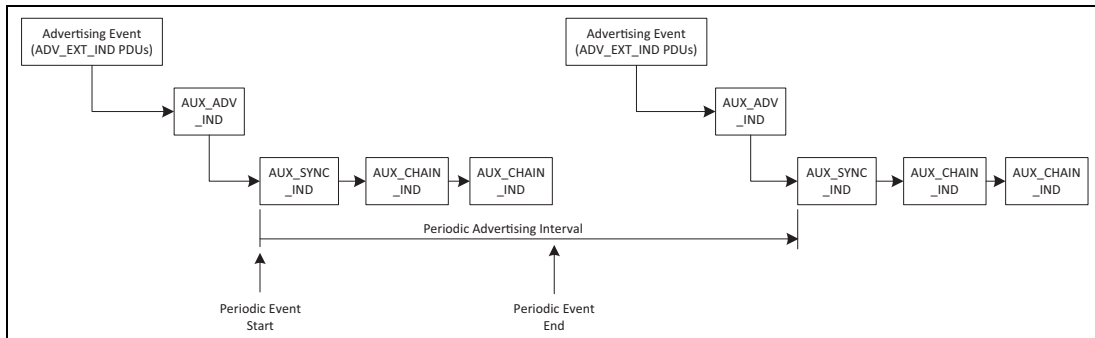 Advertising Event
(ADV_EXT_IND PDUs)
Advertising Event
(ADV_EXT_IND PDUs)
AUX_ADV
_IND
AUX_ADV
_IND
AUX_SYNC
_IND
AUX_CHAIN
_IND
AUX_CHAIN
_IND
AUX_SYNC
_IND
AUX_CHAIN
_IND
AUX_CHAIN
_IND
Periodic Advertising Interval
Periodic Event
Start
Periodic Event
End